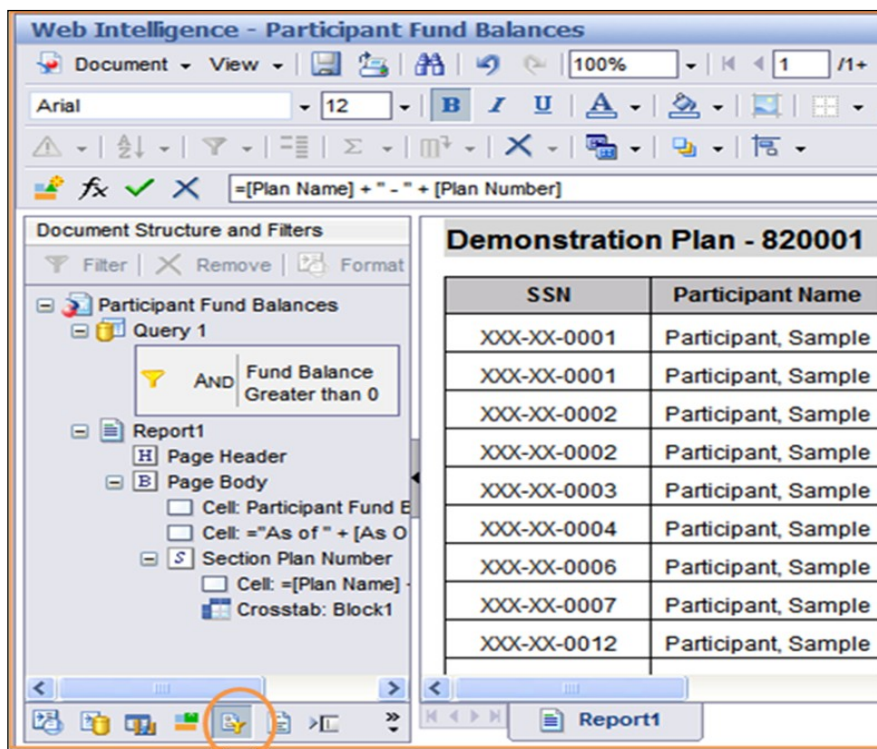 Web Intelligence - Participant Fund Balances
Document View 100% 1 /1+
Arial 12 B I U A
fx =[Plan Name] + " - " + [Plan Number]
Document Structure and Filters
Filter Remove Format
Participant Fund Balances
Query 1
AND Fund Balance
Greater than 0
Report1
H Page Header
B Page Body
Cell: Participant Fund B
Cell: ="As of " + [As O
S Section Plan Number
Cell: =[Plan Name] -
Crosstab: Block1
Demonstration Plan - 820001
SSN Participant Name
XXX-XX-0001 Participant, Sample
XXX-XX-0001 Participant, Sample
XXX-XX-0002 Participant, Sample
XXX-XX-0002 Participant, Sample
XXX-XX-0003 Participant, Sample
XXX-XX-0004 Participant, Sample
XXX-XX-0006 Participant, Sample
XXX-XX-0007 Participant, Sample
XXX-XX-0012 Participant, Sample
Report1